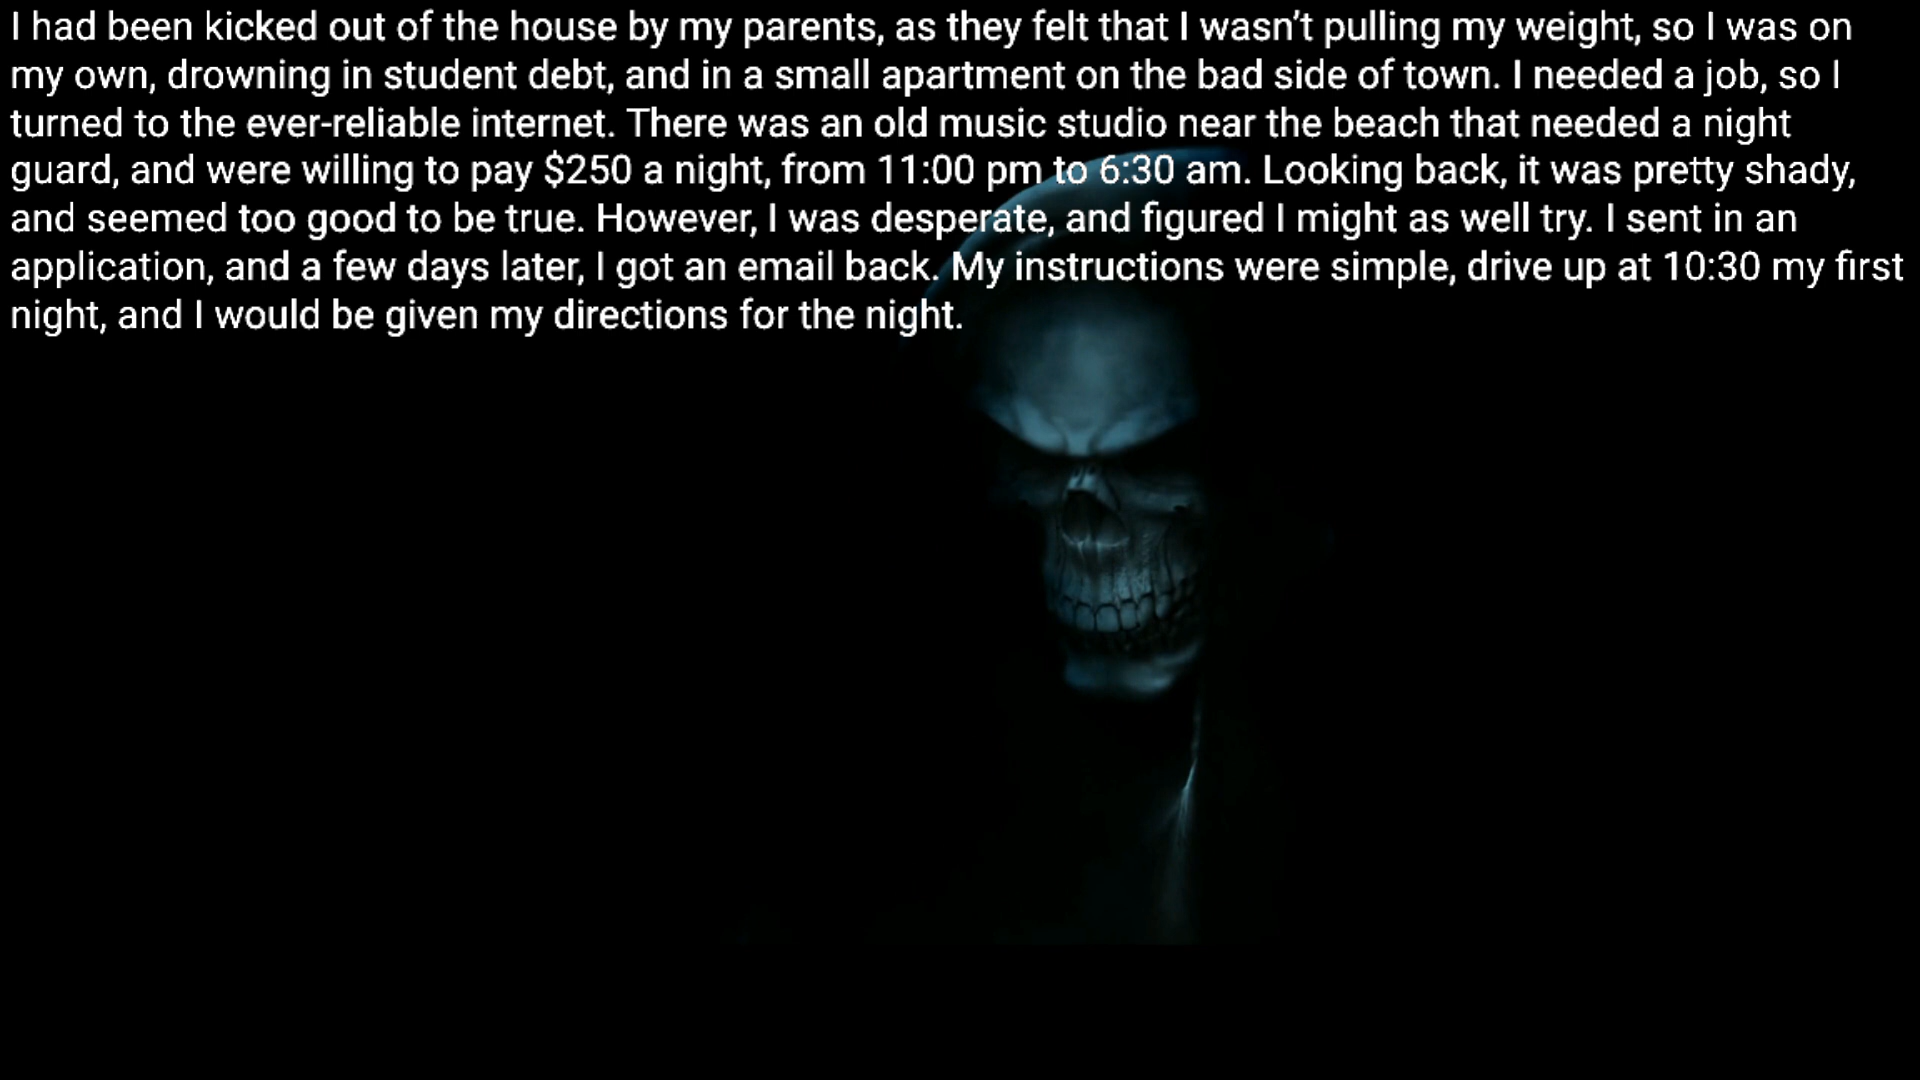 I had been kicked out of the house by my parents, as they felt that I wasn’t pulling my weight, so I was on
my own, drowning in student debt, and in a small apartment on the bad side of town. I needed a job, so I
turned to the ever-reliable internet. There was an old music studio near the beach that needed a night
guard, and were willing to pay $250 a night, from 11:00 pm to 6:30 am. Looking back, it was pretty shady,
and seemed too good to be true. However, I was desperate, and figured I might as well try. I sent in an
application, and a few days later, I got an email back. My instructions were simple, drive up at 10:30 my first
night, and I would be given my directions for the night.